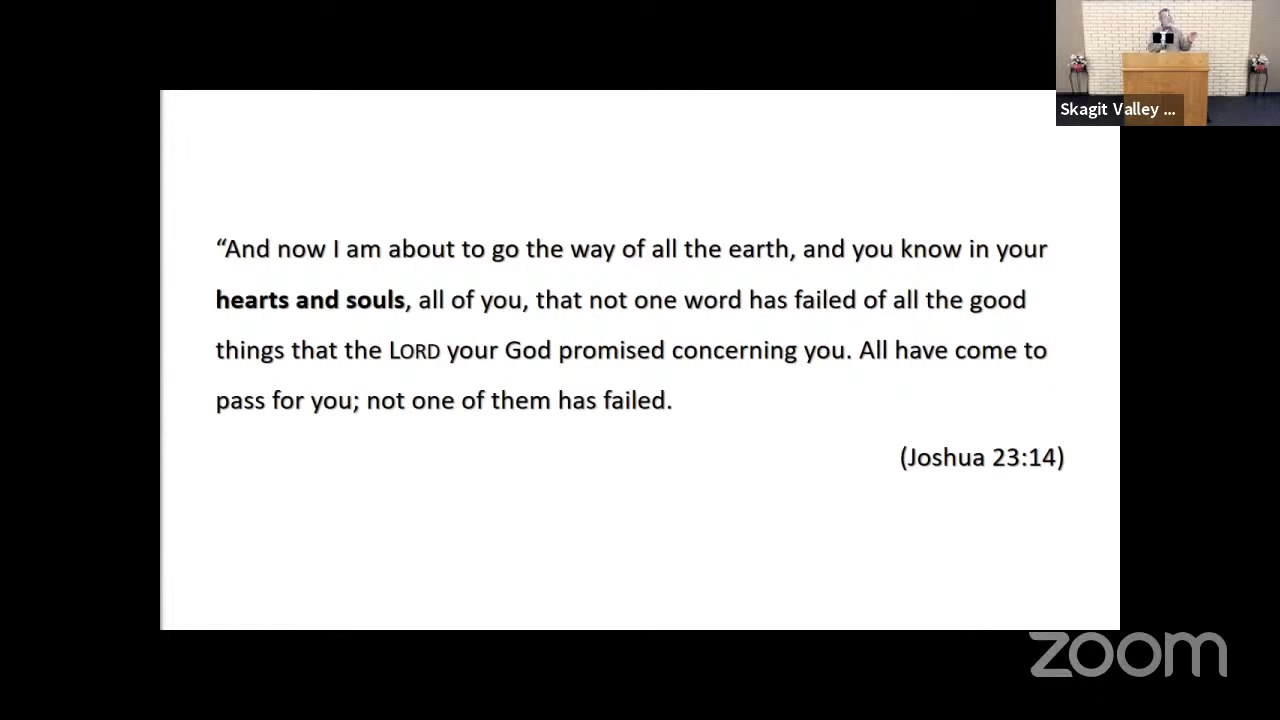 Skagit Valley ...
“And now I am about to go the way of all the earth, and you know in your
hearts and souls, all of you, that not one word has failed of all the good
things that the LORD your God promised concerning you. All have come to
pass for you; not one of them has failed.
(Joshua 23:14)
zoom